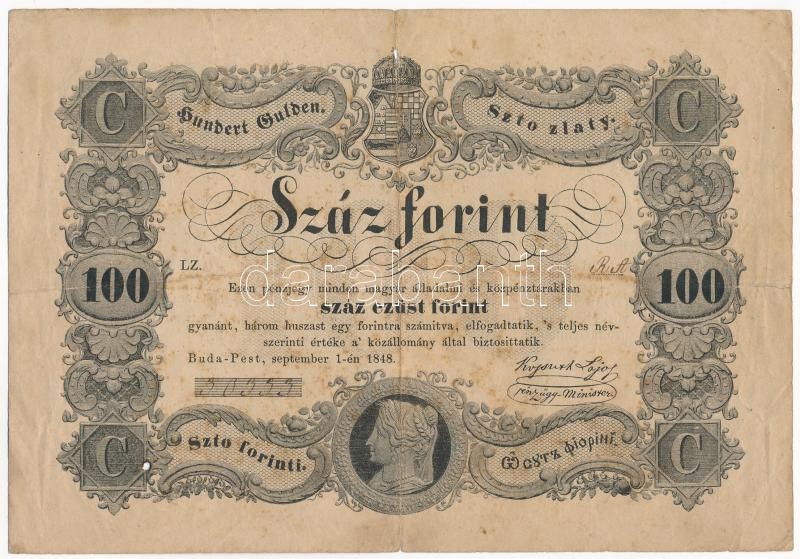 C
Hundert Gulden.
Szto zlaty.
C
Száz forint
LZ.
R A
100
100
Ezen pénzjegy minden magyar álladalmi és közpénztárakban
száz ezüst forint
gyanánt, három huszast egy forintra számitva, elfogadtatik, 's teljes név-
szerinti értéke a' közállomány által biztosittatik.
Buda-Pest, september 1-én 1848.
Kossuth Lajos
pénzügy Minister
C
Szto forinti.
C
darabanth